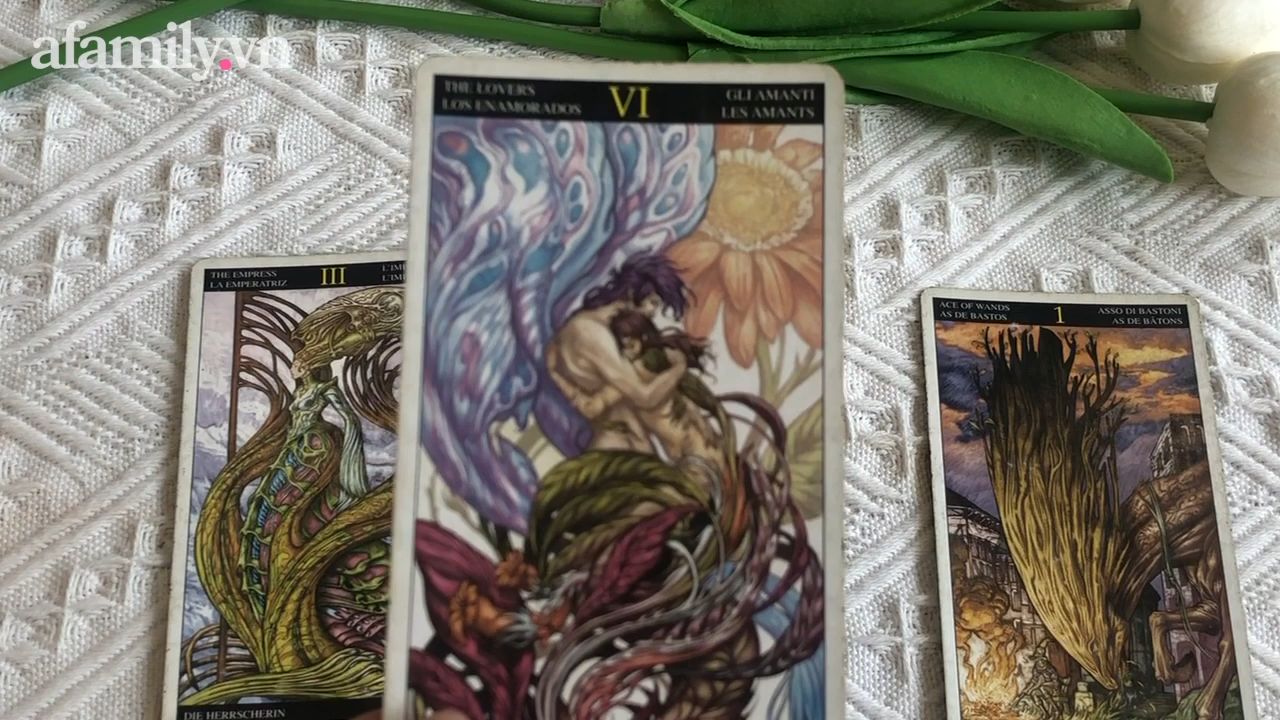 afamily.vn
THE LOVERS
LOS ENAMORADOS
VI
GLI AMANTI
LES AMANTS
THE EMPRESS
LA EMPERATRIZ
III
ACE OF WANDS
AS DE BASTOS
1
ASSO DI BASTONI
AS DE BÂTONS
DIE HERRSCHERIN